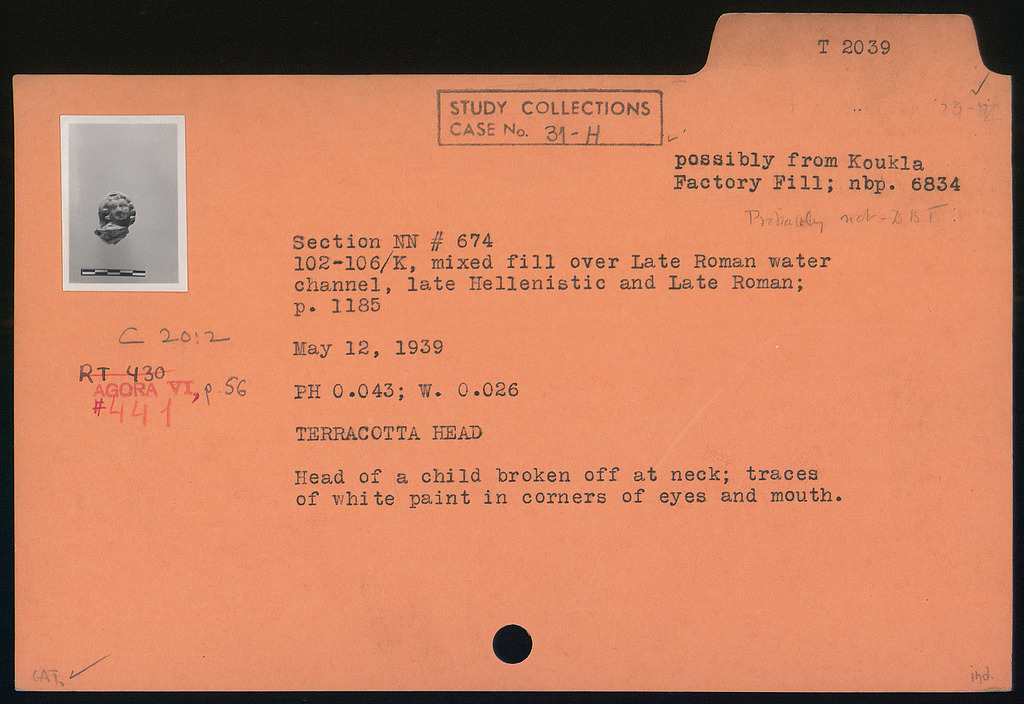 T 2039
STUDY COLLECTIONS
CASE No. 31-H
possibly from Koukla
Factory Fill; nbp. 6834
Probably not - DBT
Section NN # 674
102-106/K, mixed fill over Late Roman water
channel, late Hellenistic and Late Roman;
p. 1185
C 2012
May 12, 1939
RT 430
AGORA VI, p. 56
#441
PH 0.043; W. 0.026
TERRACOTTA HEAD
Head of a child broken off at neck; traces
of white paint in corners of eyes and mouth.
CAT. ✓
ind.